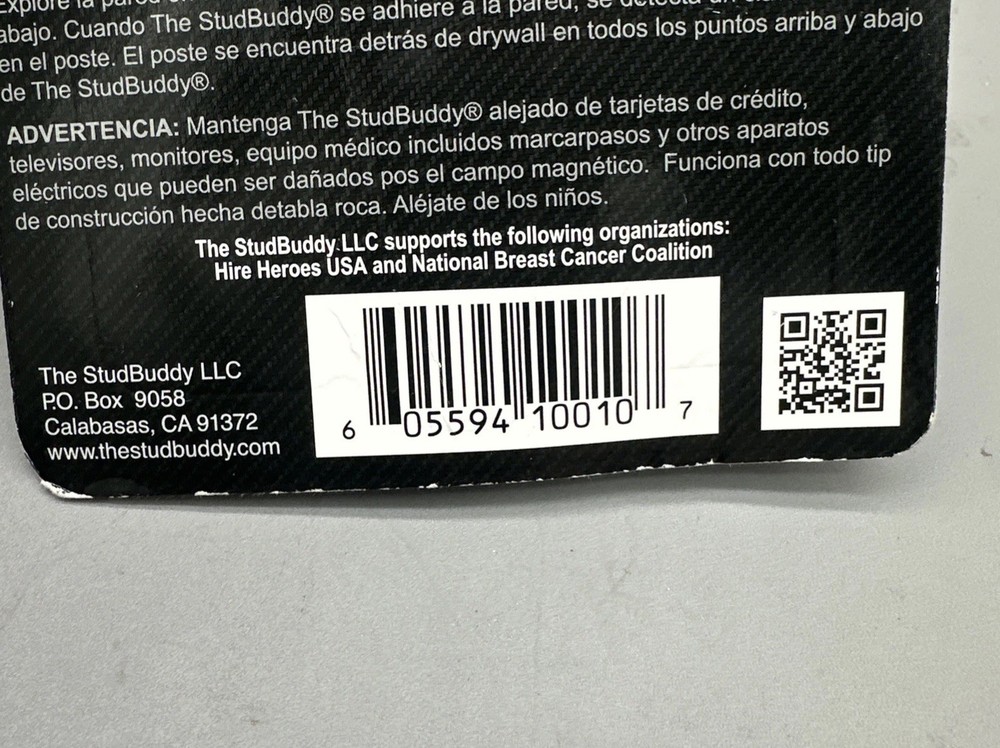 Explore la
abajo. Cuando The StudBuddy® se adhiere a la pared, se
en el poste. El poste se encuentra detrás de drywall en todos los puntos arriba y abajo
de The StudBuddy®.
ADVERTENCIA: Mantenga The StudBuddy® alejado de tarjetas de crédito,
televisores, monitores, equipo médico incluidos marcarpasos y otros aparatos
eléctricos que pueden ser dañados pos el campo magnético. Funciona con todo tip
de construcción hecha detabla roca. Aléjate de los niños.
The StudBuddy LLC supports the following organizations:
Hire Heroes USA and National Breast Cancer Coalition
The StudBuddy LLC
P.O. Box 9058
Calabasas, CA 91372
www.thestudbuddy.com
6 05594 10010 7